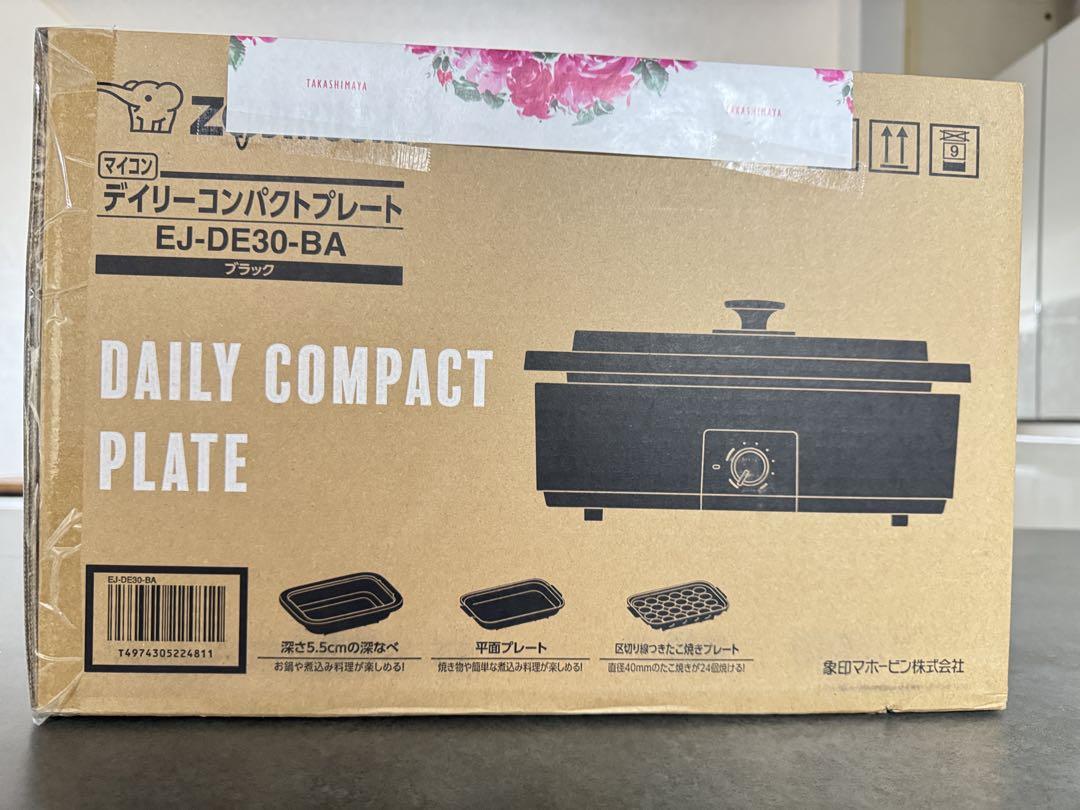 TAKASHIMAYA
TAKASHIMAYA
9
マイコン
デイリーコンパクトプレート
EJ-DE30-BA
ブラック
DAILY COMPACT
PLATE
EJ-DE30-BA
T4974305224811
深さ5.5cmの深なべ
お鍋や煮込み料理が楽しめる!
平面プレート
焼き物や簡単な煮込み料理が楽しめる!
区切り線つきたこ焼きプレート
直径40mmのたこ焼きが24個焼ける!
象印マホービン株式会社